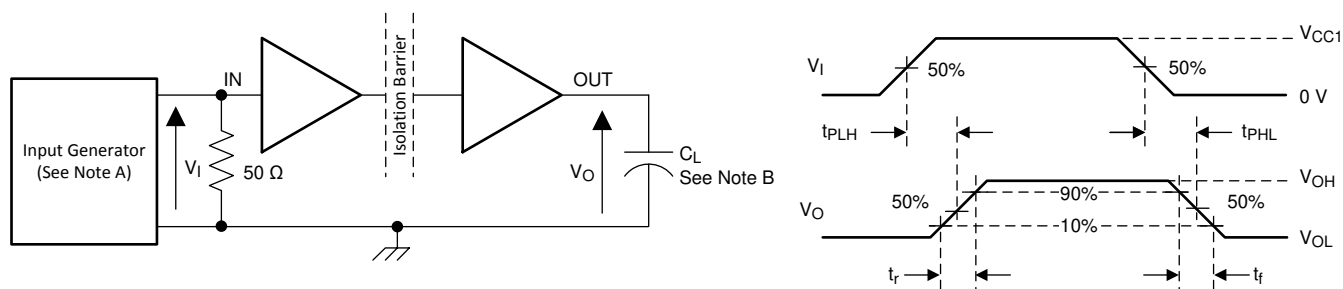 Input Generator
(See Note A)
V_I
IN
50 Ω
Isolation Barrier
OUT
V_O
C_L
See Note B
V_I
50%
50%
V_CC1
0 V
t_PLH
t_PHL
V_O
50%
90%
10%
50%
V_OH
V_OL
t_r
t_f